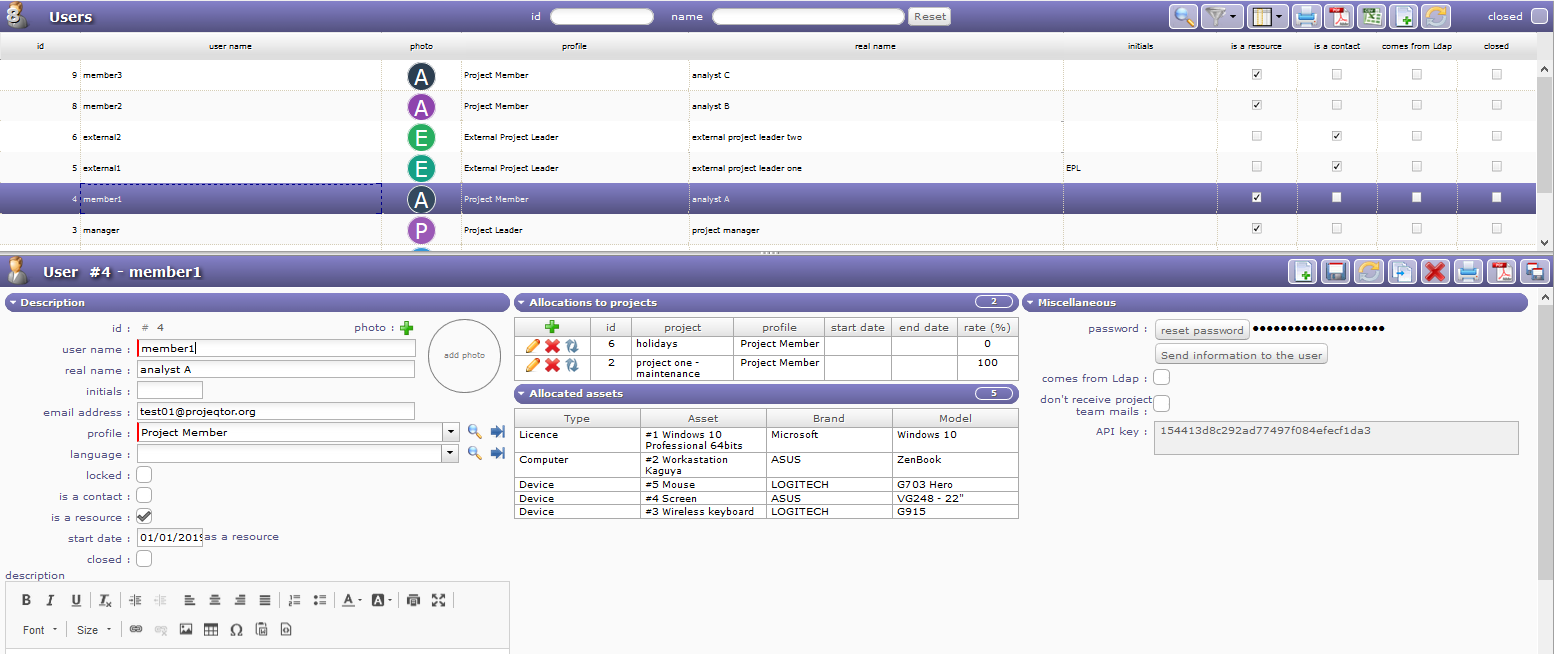 Users id name Reset closed
id user name photo profile real name initials is a resource is a contact comes from Ldap closed
9 member3 A Project Member analyst C
8 member2 A Project Member analyst B
6 external2 E External Project Leader external project leader two
5 external1 E External Project Leader external project leader one EPL
4 member1 A Project Member analyst A
3 manager P Project Leader project manager
User #4 - member1
Description
id : # 4 photo :
add photo
user name : member1
real name : analyst A
initials :
email address : test01@projeqtor.org
profile : Project Member
language :
locked :
is a contact :
is a resource :
start date : 01/01/2019 as a resource
closed :
description
B I U Tx A A
Font Size Ω
Allocations to projects 2
id project profile start date end date rate (%)
6 holidays Project Member 0
2 project one - Project Member 100
maintenance
Allocated assets 5
Type Asset Brand Model
Licence #1 Windows 10 Microsoft Windows 10
Professional 64bits
Computer #2 Workastation ASUS ZenBook
Kaguya
Device #5 Mouse LOGITECH G703 Hero
Device #4 Screen ASUS VG248 - 22"
Device #3 Wireless keyboard LOGITECH G915
Miscellaneous
password : reset password ••••••••••••••••••••
Send information to the user
comes from Ldap :
don't receive project
team mails :
API key : 154413d8c292ad77497f084efecf1da3